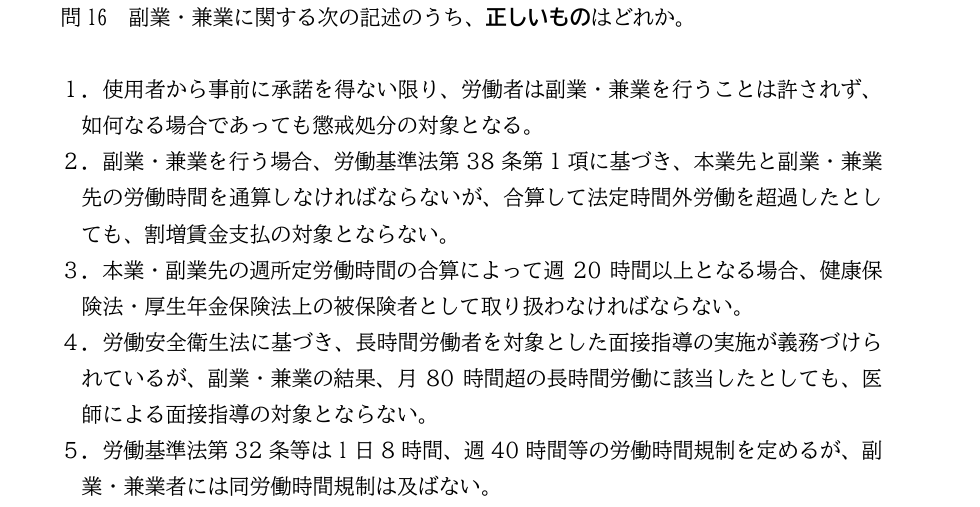 問 16　副業・兼業に関する次の記述のうち、正しいものはどれか。
１．使用者から事前に承諾を得ない限り、労働者は副業・兼業を行うことは許されず、
如何なる場合であっても懲戒処分の対象となる。
２．副業・兼業を行う場合、労働基準法第 38 条第 1 項に基づき、本業先と副業・兼業
先の労働時間を通算しなければならないが、合算して法定時間外労働を超過したとし
ても、割増賃金支払の対象とならない。
３．本業・副業先の週所定労働時間の合算によって週 20 時間以上となる場合、健康保
険法・厚生年金保険法上の被保険者として取り扱わなければならない。
４．労働安全衛生法に基づき、長時間労働者を対象とした面接指導の実施が義務づけら
れているが、副業・兼業の結果、月 80 時間超の長時間労働に該当したとしても、医
師による面接指導の対象とならない。
５．労働基準法第 32 条等は 1 日 8 時間、週 40 時間等の労働時間規制を定めるが、副
業・兼業者には同労働時間規制は及ばない。